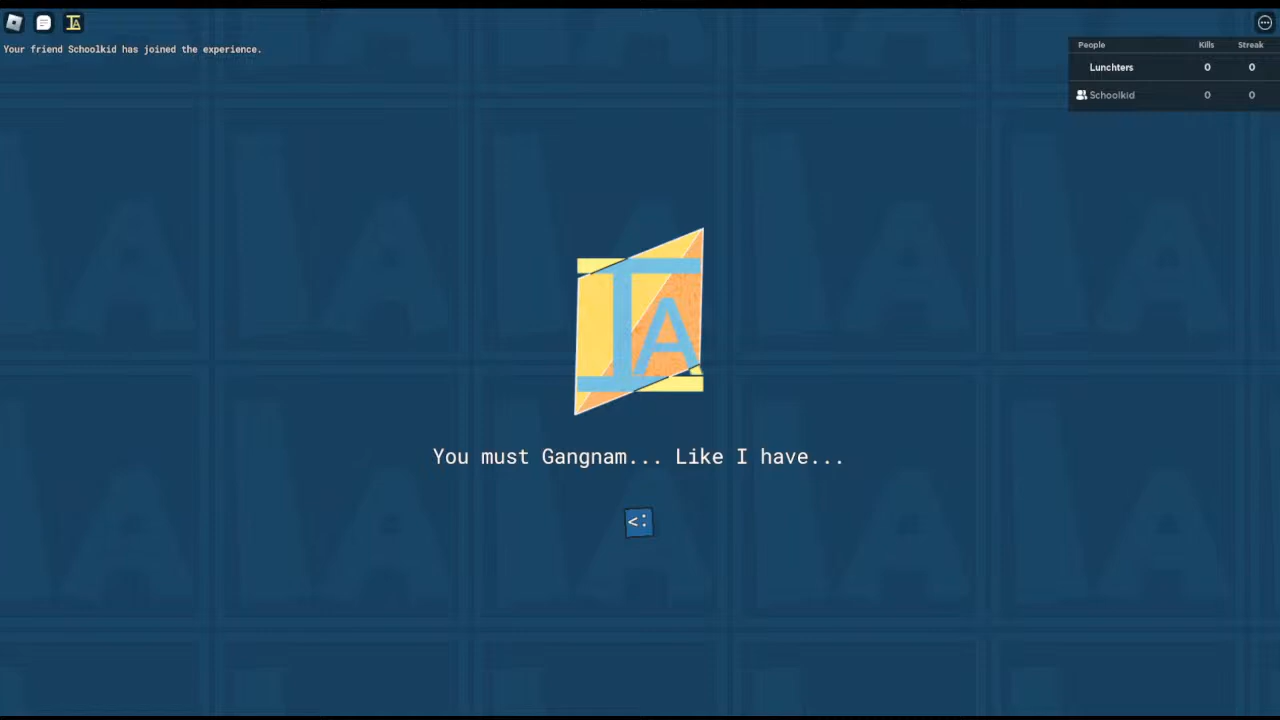 Your friend Schoolkid has joined the experience.
People Kills Streak
Lunchters 0 0
Schoolkid 0 0
IA
You must Gangnam... Like I have...
<: